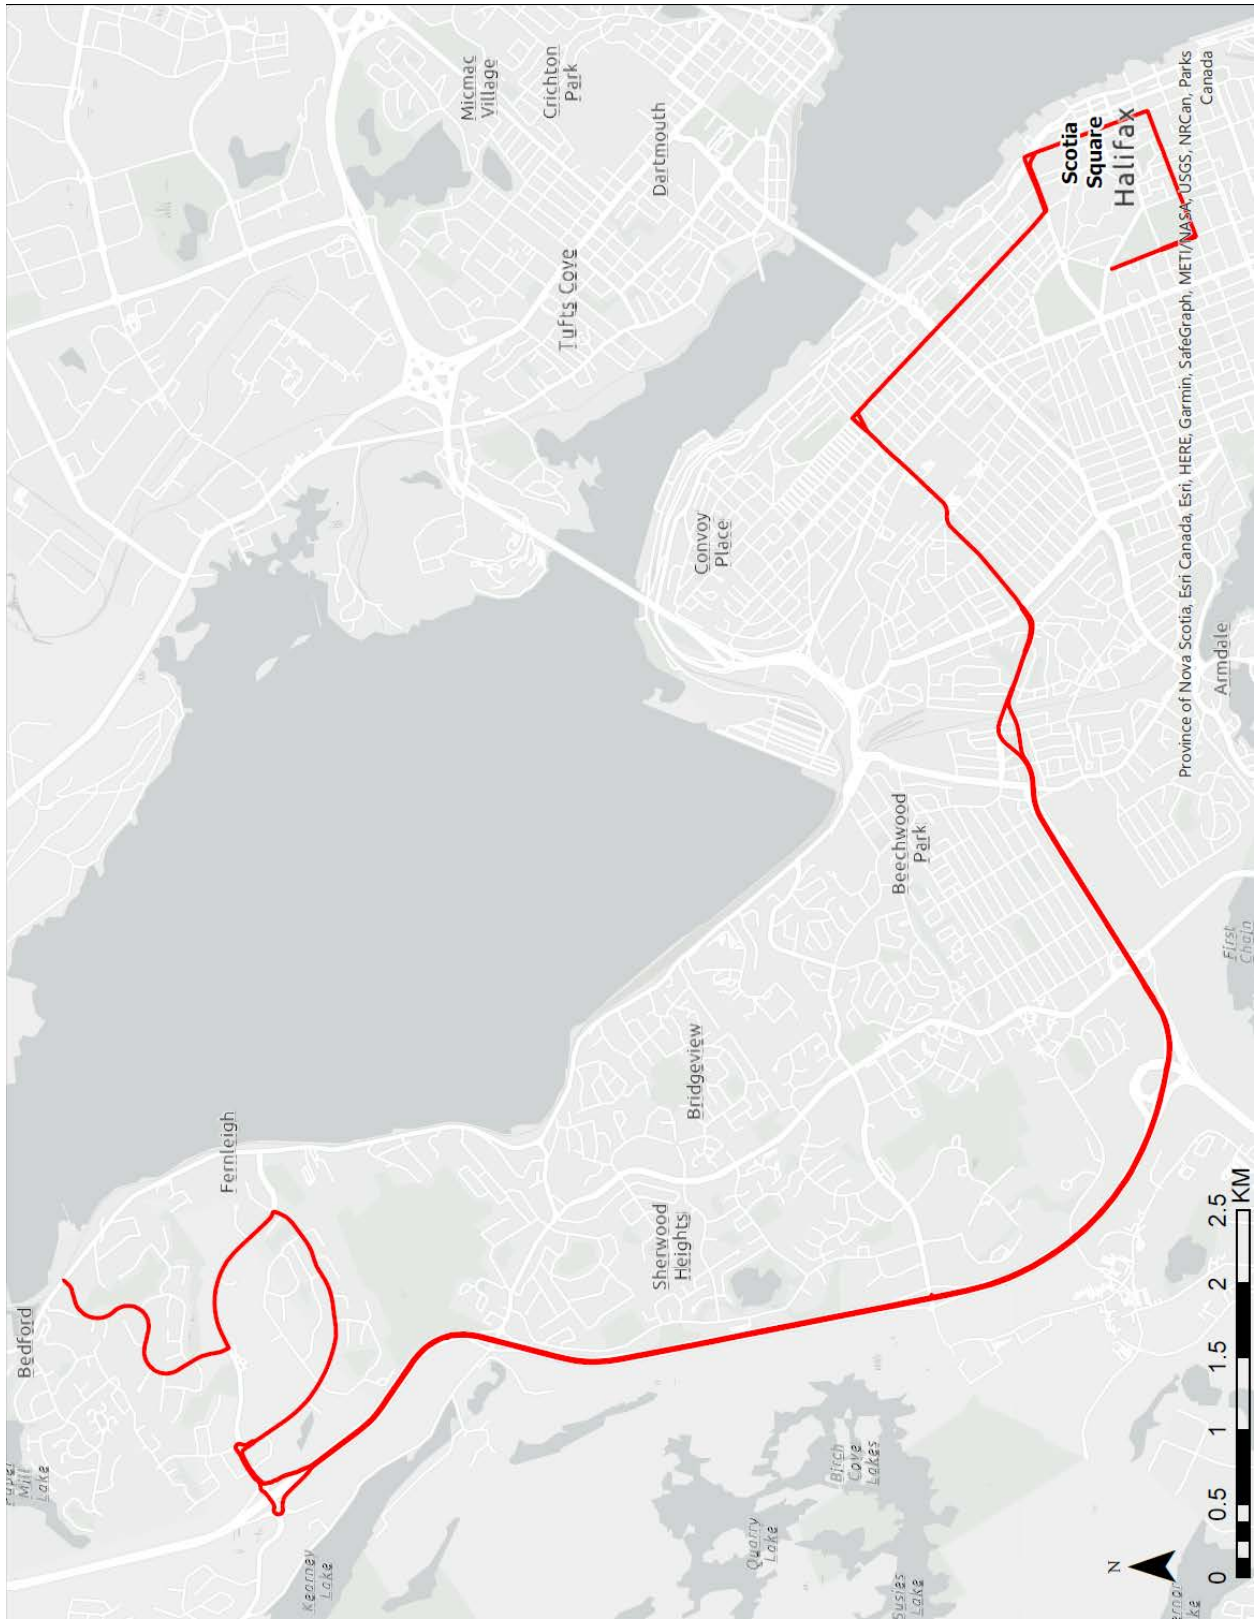 Mill
Lake
Bedford
Fernleigh
Kearney
Lake
Micmac
Village
Crichton
Park
Tufts Cove
Dartmouth
Sherwood
Heights
Bridgeview
Convoy
Place
Quarry
Lake
Birch
Cove
Lakes
Beechwood
Park
Susies
Lake
Scotia
Square
Halifax
N
Province of Nova Scotia, Esri Canada, Esri, HERE, Garmin, SafeGraph, METI/NASA, USGS, NRCan, Parks
Canada
Armdale
First
Chain
0 0.5 1 1.5 2 2.5
KM